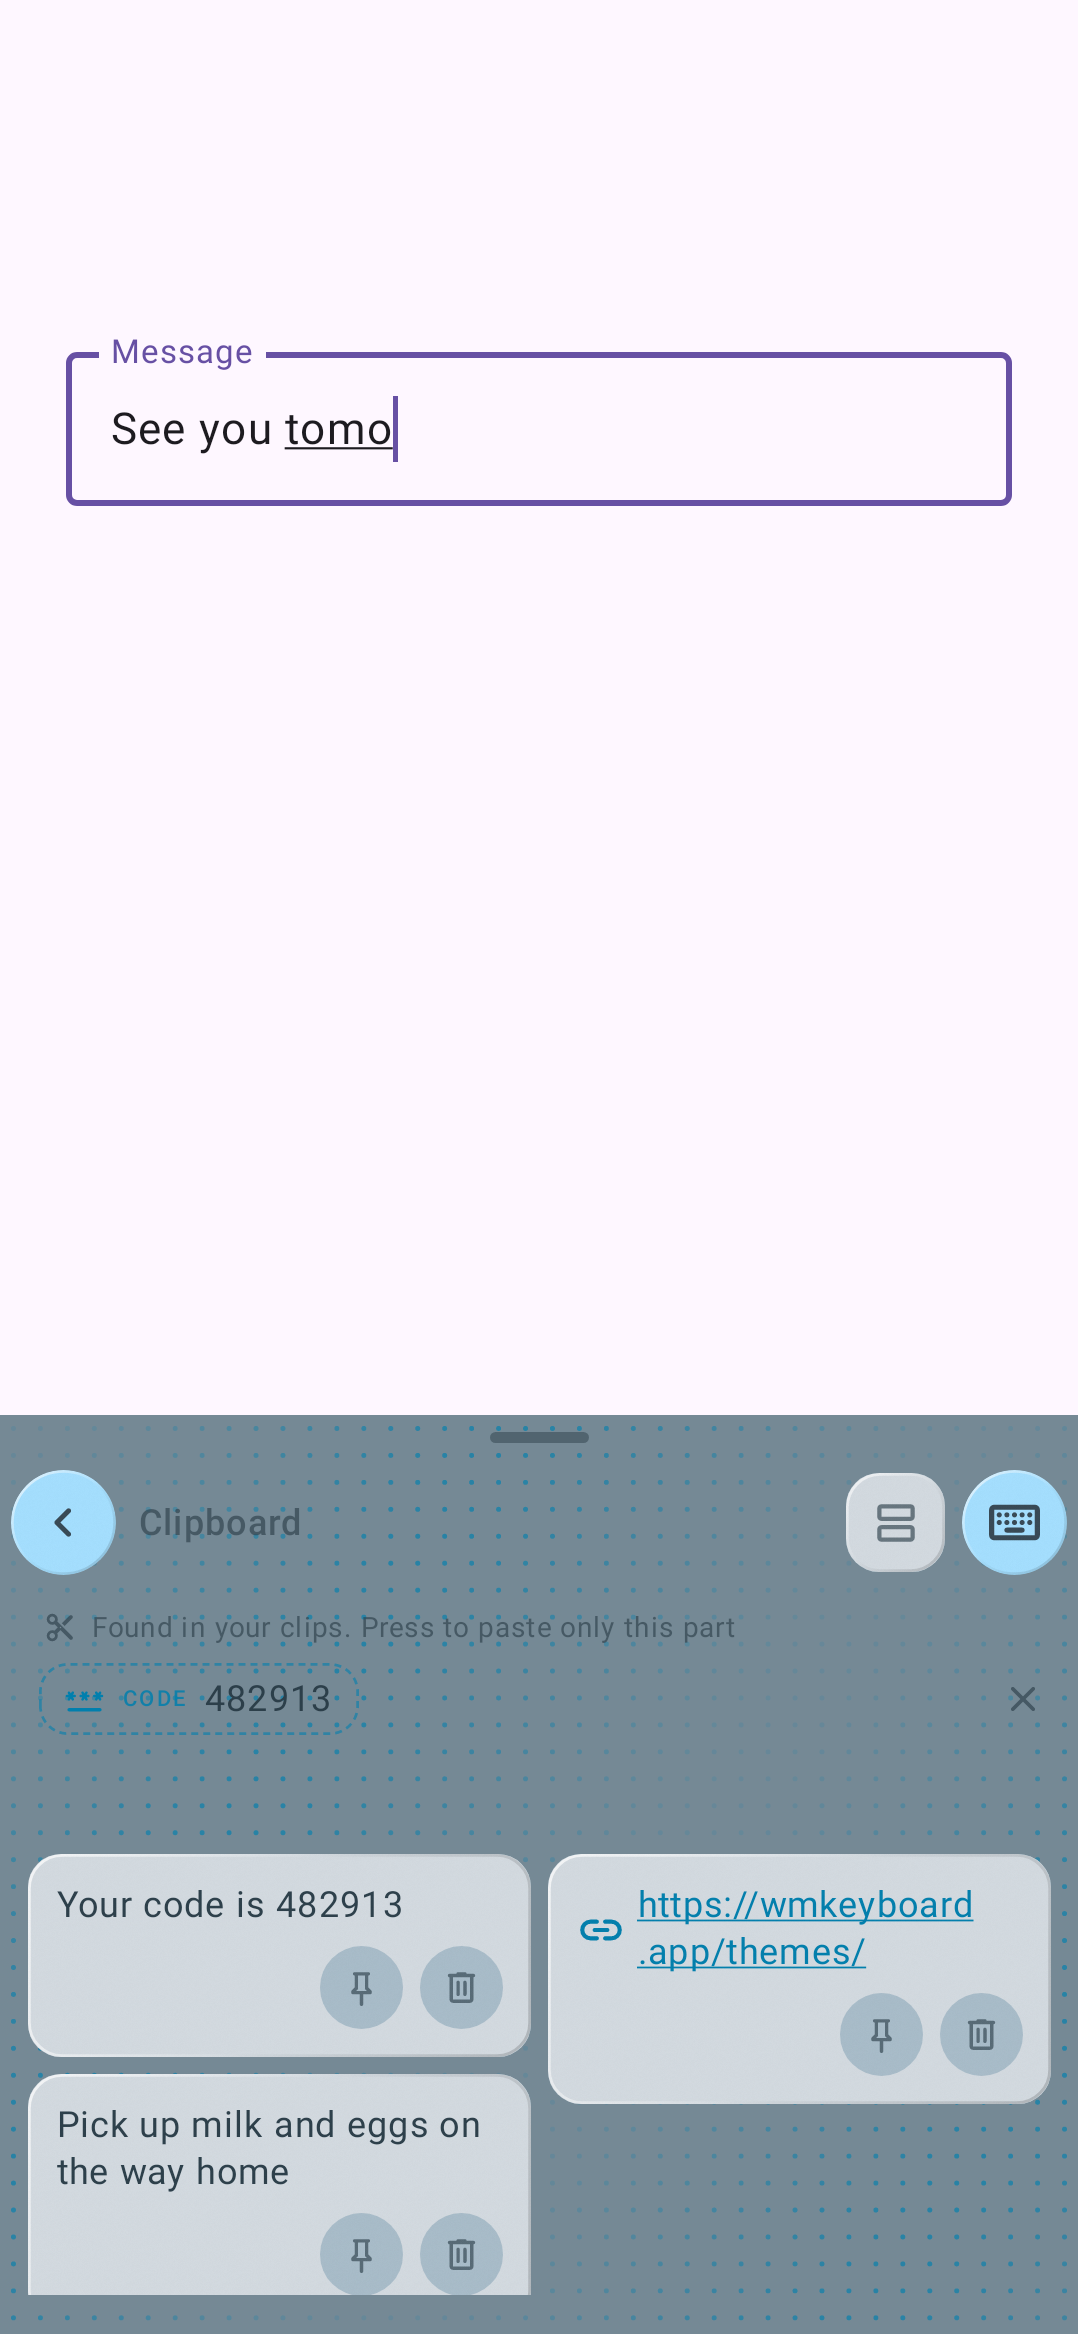 Message
See you tomo
Clipboard
Found in your clips. Press to paste only this part
CODE 482913
Your code is 482913
https://wmkeyboard
.app/themes/
Pick up milk and eggs on
the way home